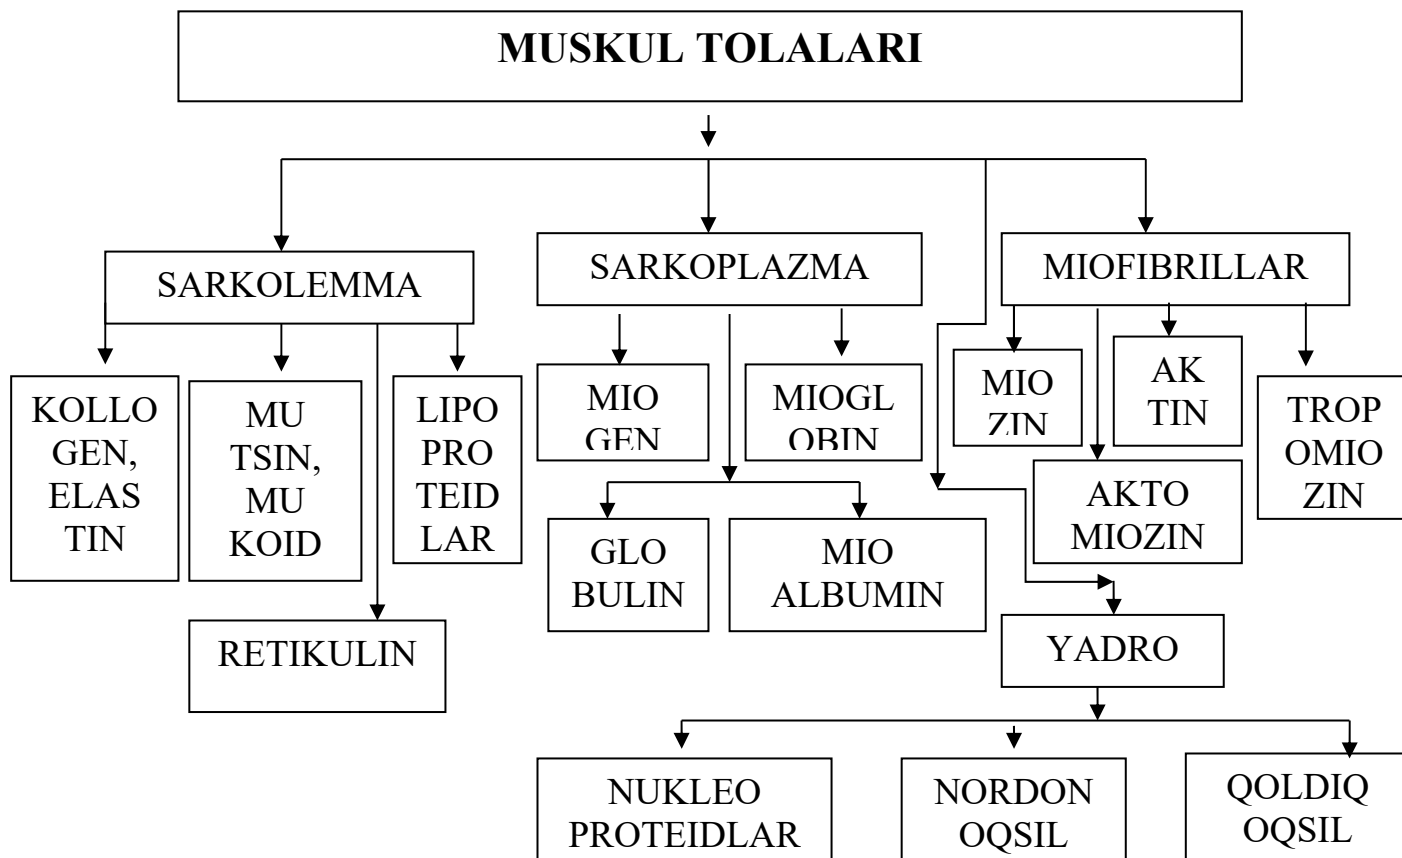 MUSKUL TOLALARI
SARKOLEMMA
SARKOPLAZMA
MIOFIBRILLAR
KOLLO
GEN,
ELAS
TIN
MU
TSIN,
MU
KOID
LIPO
PRO
TEID
LAR
RETIKULIN
MIO
GEN
MIOGL
OBIN
GLO
BULIN
MIO
ALBUMIN
MIO
ZIN
AK
TIN
TROP
OMIO
ZIN
AKTO
MIOZIN
YADRO
NUKLEO
PROTEIDLAR
NORDON
OQSIL
QOLDIQ
OQSIL